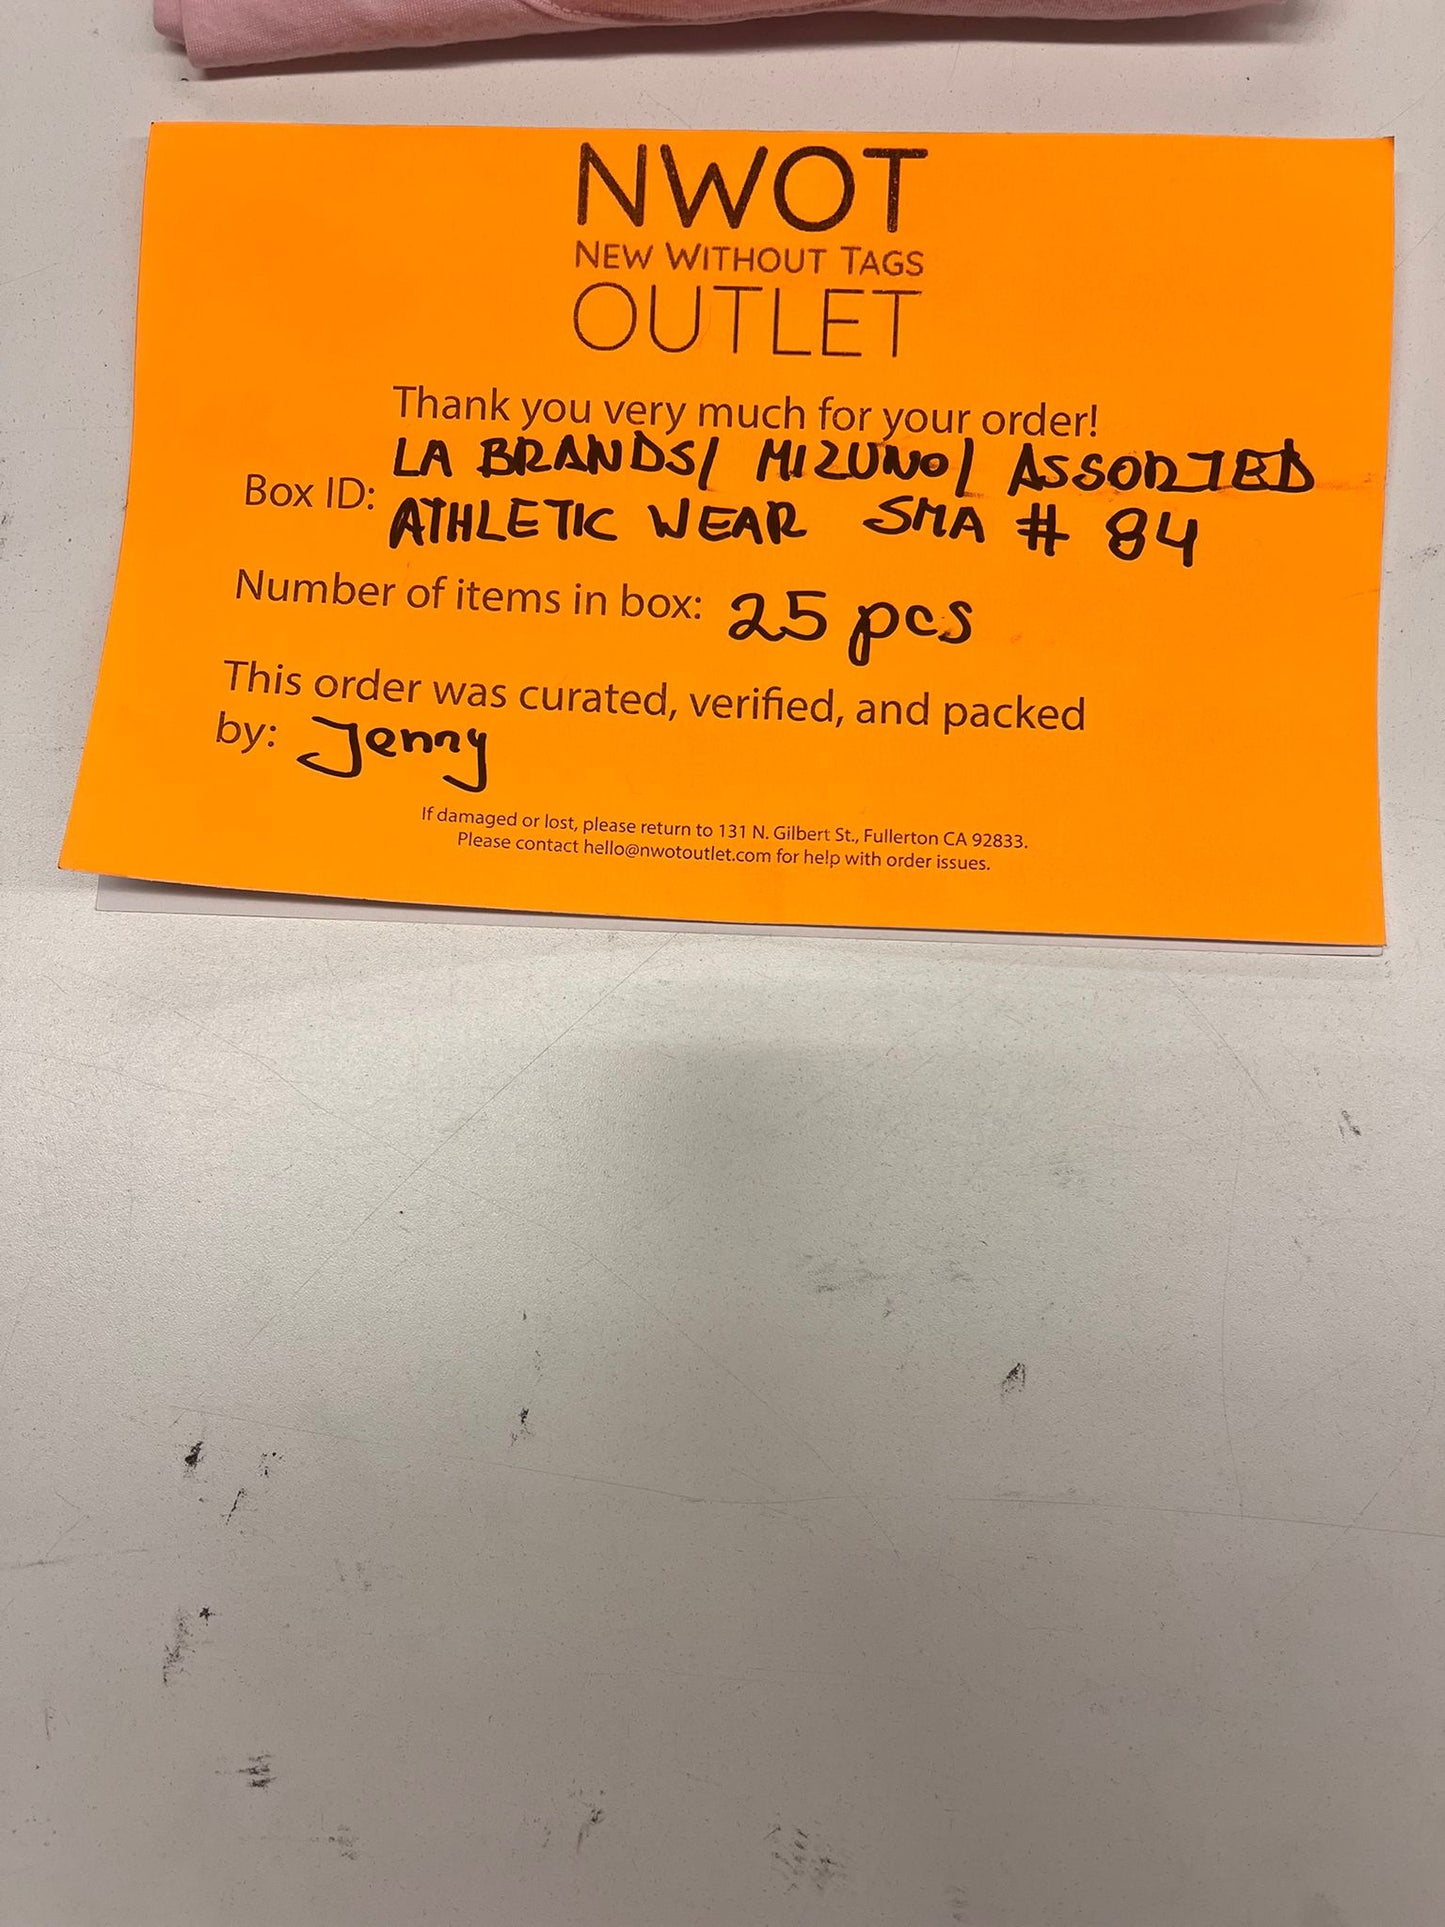 NWOT
NEW WITHOUT TAGS
OUTLET
Thank you very much for your order!
Box ID: LA BRANDS/ MIZUNO/ ASSORTED
ATHLETIC WEAR SMA # 84
Number of items in box: 25 pcs
This order was curated, verified, and packed
by: Jenny
If damaged or lost, please return to 131 N. Gilbert St., Fullerton CA 92833.
Please contact hello@nwotoutlet.com for help with order issues.